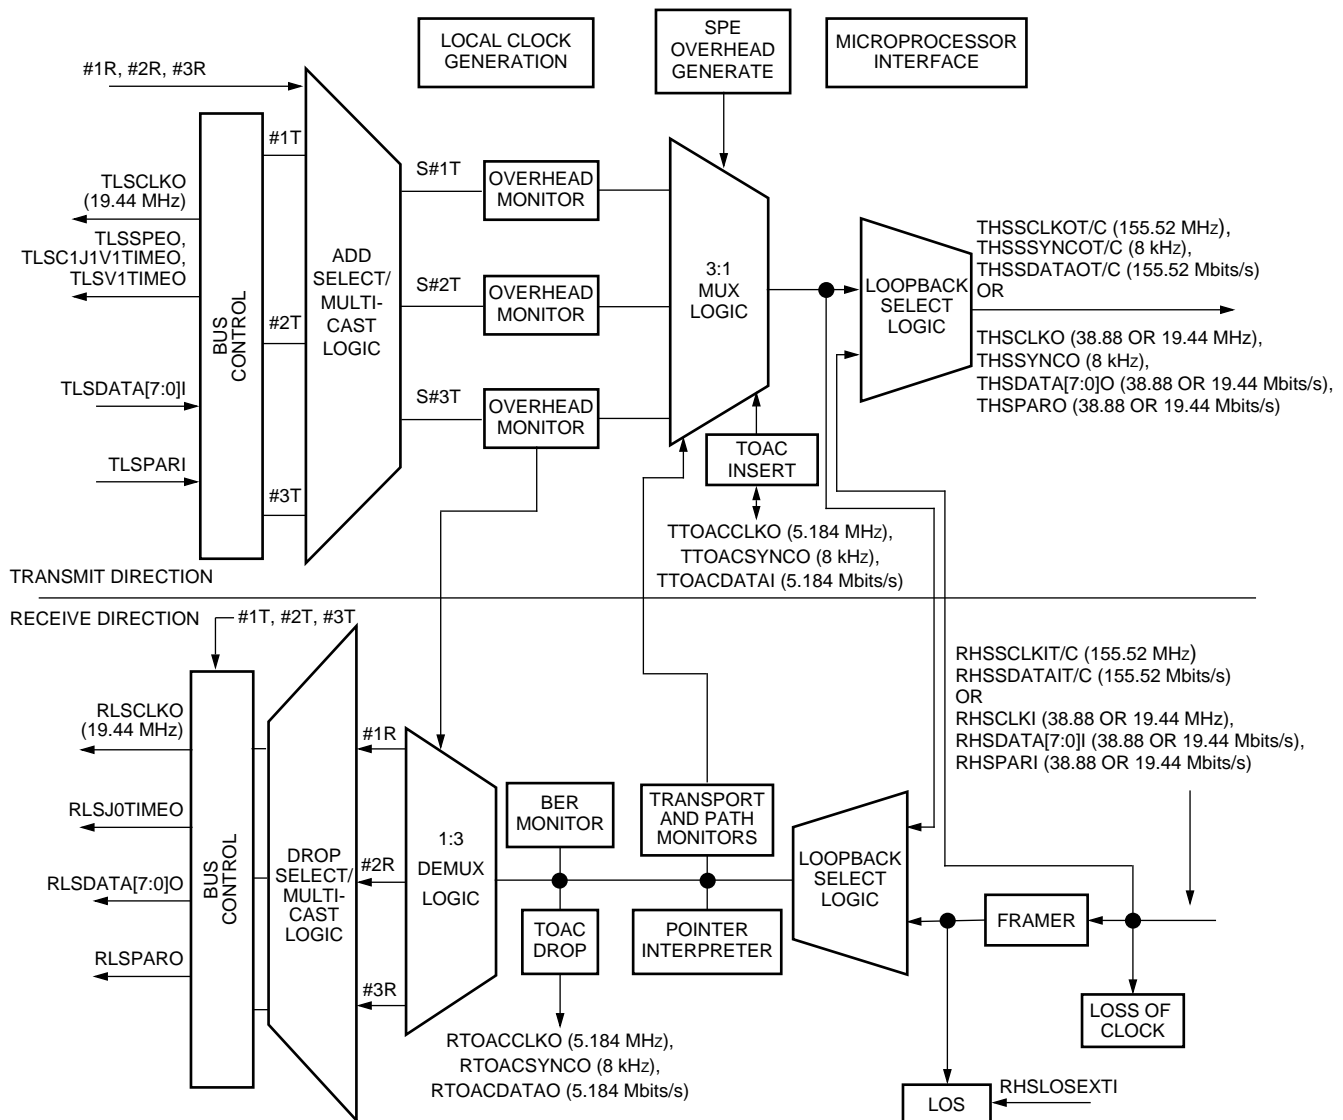 LOCAL CLOCK
GENERATION
SPE
OVERHEAD
GENERATE
MICROPROCESSOR
INTERFACE
#1R, #2R, #3R
#1T
TLSCLKO
(19.44 MHz)
TLSSPEO,
TLSC1J1V1TIMEO,
TLSV1TIMEO
BUS
CONTROL
#2T
TLSDATA[7:0]I
TLSPARI
#3T
ADD
SELECT/
MULTI-
CAST
LOGIC
S#1T
OVERHEAD
MONITOR
S#2T
OVERHEAD
MONITOR
S#3T
OVERHEAD
MONITOR
3:1
MUX
LOGIC
LOOPBACK
SELECT
LOGIC
THSSCLKOT/C (155.52 MHz),
THSSSYNCOT/C (8 kHz),
THSSDATAOT/C (155.52 Mbits/s)
OR
THSCLKO (38.88 OR 19.44 MHz),
THSSYNCO (8 kHz),
THSDATA[7:0]O (38.88 OR 19.44 Mbits/s),
THSPARO (38.88 OR 19.44 Mbits/s)
TOAC
INSERT
TTOACCLKO (5.184 MHz),
TTOACSYNCO (8 kHz),
TTOACDATAI (5.184 Mbits/s)
TRANSMIT DIRECTION
RECEIVE DIRECTION
#1T, #2T, #3T
RLSCLKO
(19.44 MHz)
RLSJ0TIMEO
RLSDATA[7:0]O
RLSPARO
BUS
CONTROL
DROP
SELECT/
MULTI-
CAST
LOGIC
#1R
#2R
#3R
1:3
DEMUX
LOGIC
BER
MONITOR
TOAC
DROP
RTOACCLKO (5.184 MHz),
RTOACSYNCO (8 kHz),
RTOACDATAO (5.184 Mbits/s)
TRANSPORT
AND PATH
MONITORS
POINTER
INTERPRETER
LOOPBACK
SELECT
LOGIC
RHSSCLKIT/C (155.52 MHz)
RHSSDATAIT/C (155.52 Mbits/s)
OR
RHSCLKI (38.88 OR 19.44 MHz),
RHSDATA[7:0]I (38.88 OR 19.44 Mbits/s),
RHSPARI (38.88 OR 19.44 Mbits/s)
FRAMER
LOSS OF
CLOCK
LOS
RHSLOSEXTI